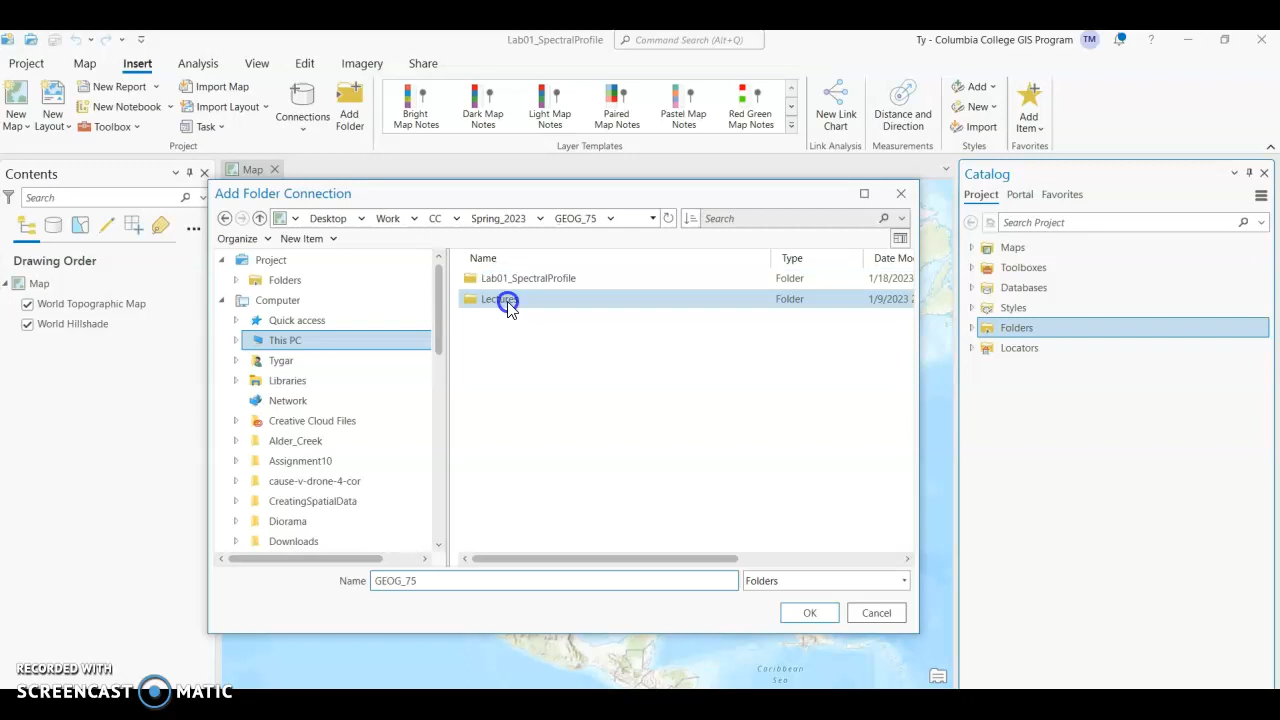 Lab01_SpectralProfile
Command Search (Alt+Q)
Ty - Columbia College GIS Program
TM
?
Project
Map
Insert
Analysis
View
Edit
Imagery
Share
New Map
New Layout
New Report
New Notebook
Toolbox
Import Map
Import Layout
Task
Connections
Add Folder
Bright Map Notes
Dark Map Notes
Light Map Notes
Paired Map Notes
Pastel Map Notes
Red Green Map Notes
New Link Chart
Distance and Direction
Add
New
Import
Add Item
Project
Layer Templates
Link Analysis
Measurements
Styles
Favorites
Contents
Search
Drawing Order
Map
World Topographic Map
World Hillshade
Map
Add Folder Connection
Desktop
Work
CC
Spring_2023
GEOG_75
Search
Organize
New Item
Project
Folders
Computer
Quick access
This PC
Tygar
Libraries
Network
Creative Cloud Files
Alder_Creek
Assignment10
cause-v-drone-4-cor
CreatingSpatialData
Diorama
Downloads
Name
Type
Date Mo
Lab01_SpectralProfile
Folder
1/18/2023
Lectures
Folder
1/9/2023 2
Name
GEOG_75
Folders
OK
Cancel
Catalog
Project
Portal
Favorites
Search Project
Maps
Toolboxes
Databases
Styles
Folders
Locators
Caribbean
Sea
RECORDED WITH
SCREENCAST MATIC